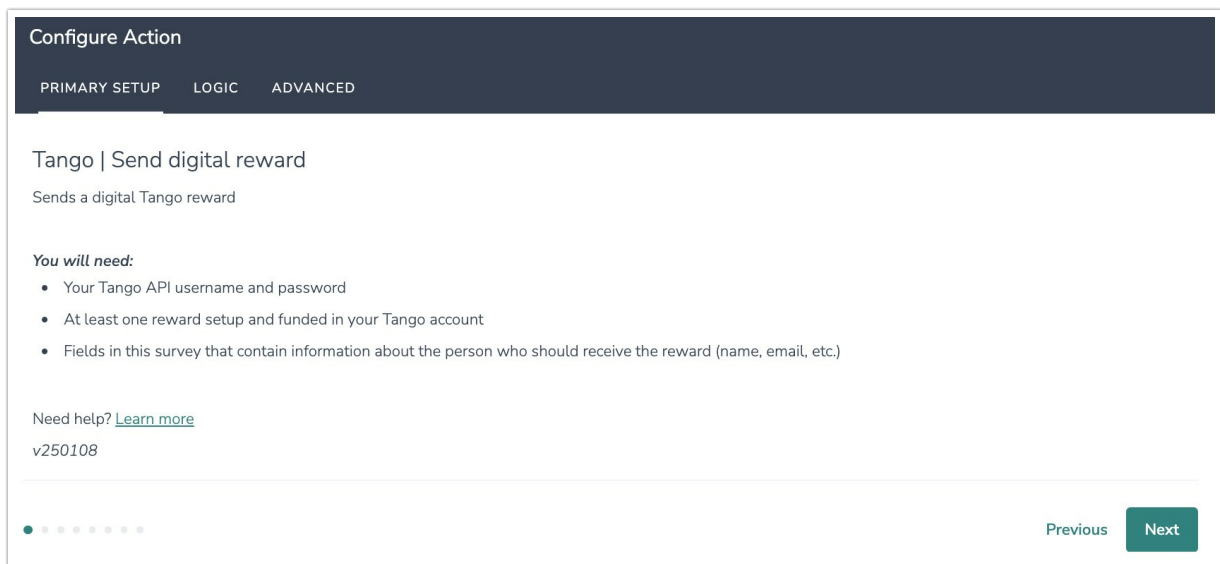 Configure Action
PRIMARY SETUP LOGIC ADVANCED
Tango | Send digital reward
Sends a digital Tango reward
You will need:
• Your Tango API username and password
• At least one reward setup and funded in your Tango account
• Fields in this survey that contain information about the person who should receive the reward (name, email, etc.)
Need help? Learn more
v250108
Previous Next